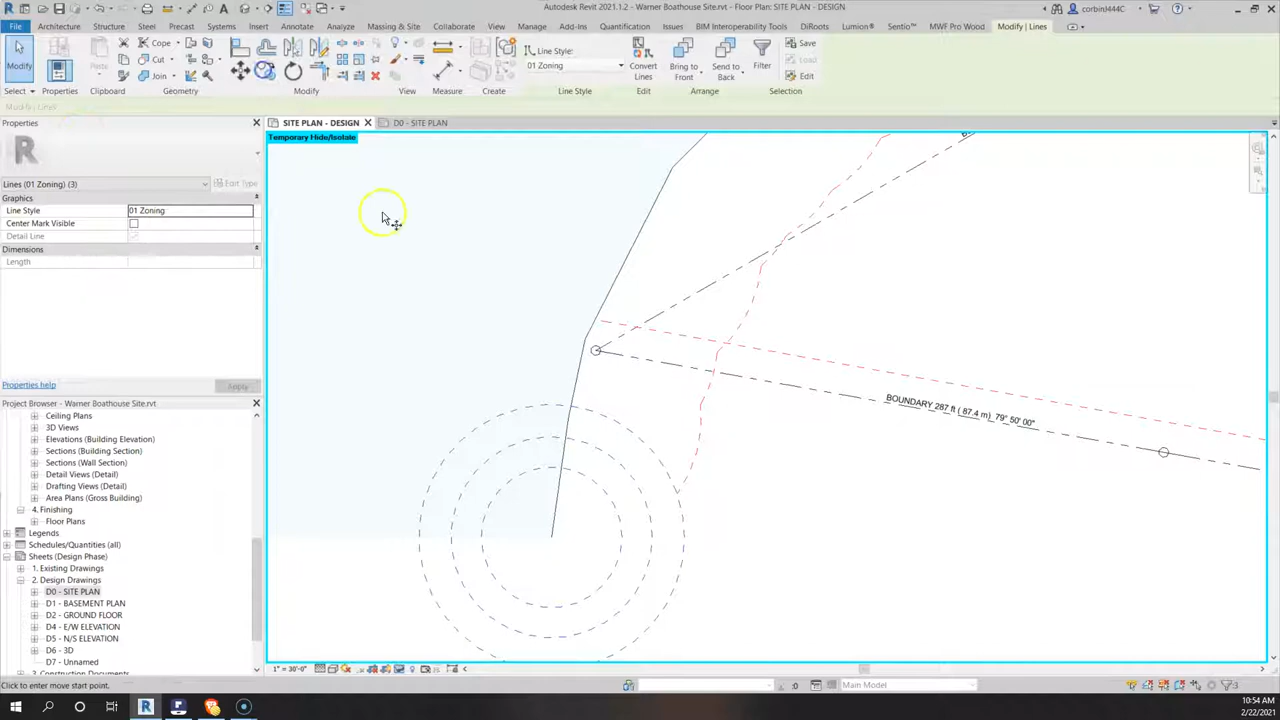 Autodesk Revit 2021.1.2 - Warner Boathouse Site.rvt - Floor Plan: SITE PLAN - DESIGN
corbinJ444C
File Architecture Structure Steel Precast Systems Insert Annotate Analyze Massing & Site Collaborate View Manage Add-Ins Quantification Issues BIM Interoperability Tools DiRoots Lumion® Sentio™ MWF Pro Wood Modify | Lines
Modify
Paste
Cope
Cut
Join
Line Style:
01 Zoning
Convert Lines
Bring to Front
Send to Back
Filter
Save
Load
Edit
Select Properties Clipboard Geometry Modify View Measure Create Line Style Edit Arrange Selection
Modify | Lines
Properties
SITE PLAN - DESIGN
D0 - SITE PLAN
Temporary Hide/Isolate
Lines (01 Zoning) (3)
Edit Type
Graphics
Line Style 01 Zoning
Center Mark Visible
Detail Line
Dimensions
Length
Properties help
Apply
BOUNDARY 287 ft ( 87.4 m) 79° 50' 00"
Project Browser - Warner Boathouse Site.rvt
Ceiling Plans
3D Views
Elevations (Building Elevation)
Sections (Building Section)
Sections (Wall Section)
Detail Views (Detail)
Drafting Views (Detail)
Area Plans (Gross Building)
4. Finishing
Floor Plans
Legends
Schedules/Quantities (all)
Sheets (Design Phase)
1. Existing Drawings
2. Design Drawings
D0 - SITE PLAN
D1 - BASEMENT PLAN
D2 - GROUND FLOOR
D4 - E/W ELEVATION
D5 - N/S ELEVATION
D6 - 3D
D7 - Unnamed
3. Construction Documents
1" = 30'-0"
Click to enter move start point.
:0
Main Model
:3
10:54 AM
2/22/2021